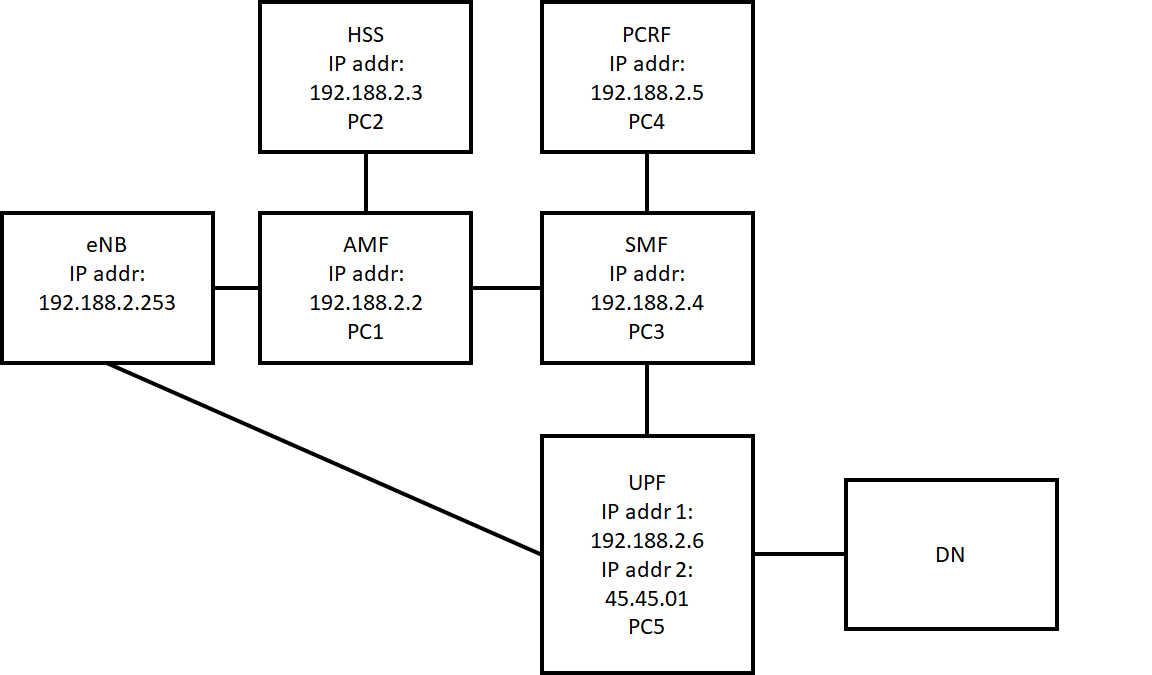 HSS
IP addr:
192.188.2.3
PC2
PCRF
IP addr:
192.188.2.5
PC4
eNB
IP addr:
192.188.2.253
AMF
IP addr:
192.188.2.2
PC1
SMF
IP addr:
192.188.2.4
PC3
UPF
IP addr 1:
192.188.2.6
IP addr 2:
45.45.01
PC5
DN